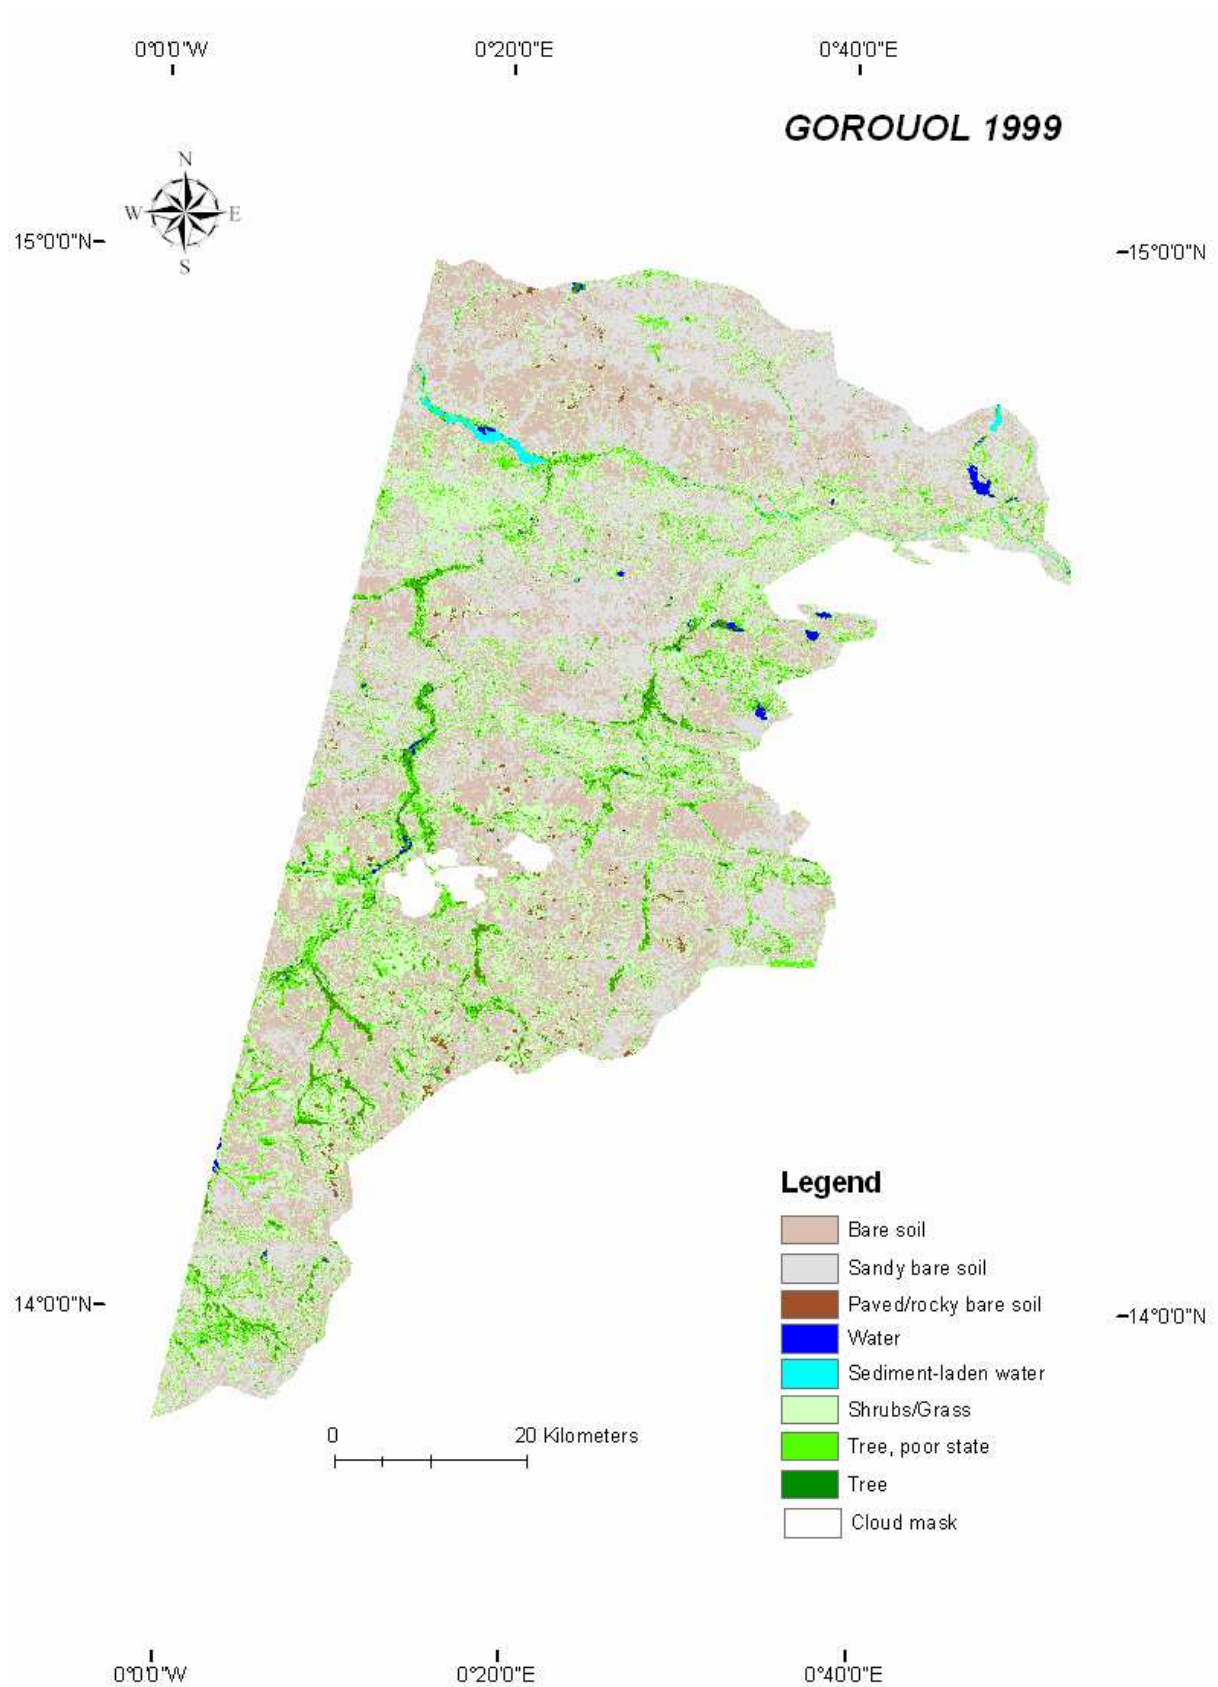 0°0'0"W 0°20'0"E 0°40'0"E
GOROUOL 1999
N
W E
S
15°0'0"N 15°0'0"N
Legend
Bare soil
Sandy bare soil
Paved/rocky bare soil
14°0'0"N 14°0'0"N
Water
Sediment-laden water
Shrubs/Grass
0 20 Kilometers
Tree, poor state
Tree
Cloud mask
0°0'0"W 0°20'0"E 0°40'0"E